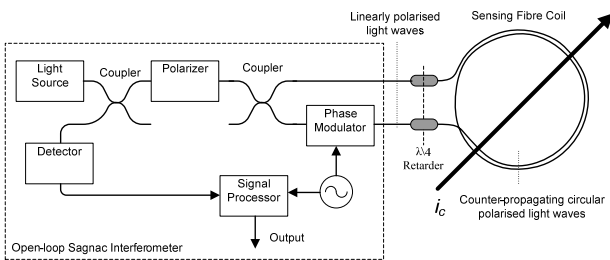 Linearly polarised
light waves
Sensing Fibre Coil
Light
Source
Coupler
Polarizer
Coupler
Phase
Modulator
Detector
λ\4
Retarder
Signal
Processor
i_c
Counter-propagating circular
polarised light waves
Output
Open-loop Sagnac Interferometer